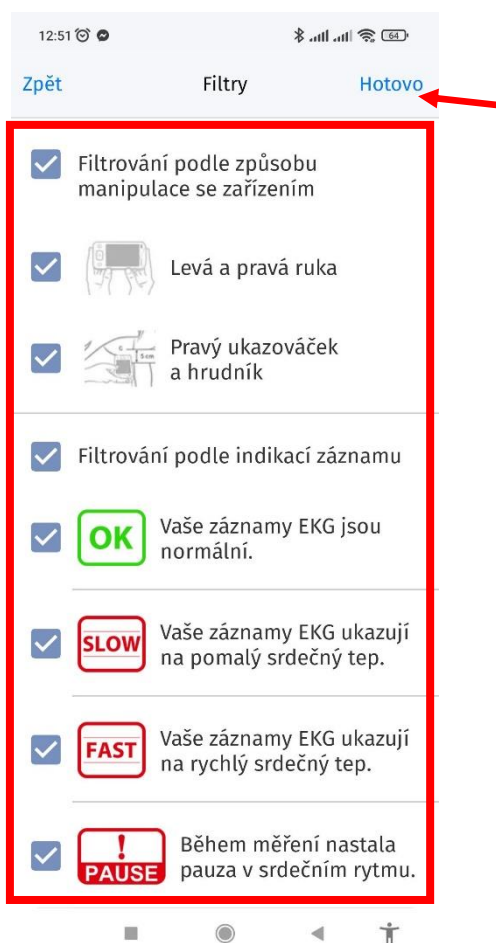 12:51 64
Zpět Filtry Hotovo
Filtrování podle způsobu
manipulace se zařízením
Levá a pravá ruka
5 cm
Pravý ukazováček
a hrudník
Filtrování podle indikací záznamu
OK
Vaše záznamy EKG jsou
normální.
SLOW
Vaše záznamy EKG ukazují
na pomalý srdečný tep.
FAST
Vaše záznamy EKG ukazují
na rychlý srdečný tep.
!
PAUSE
Během měření nastala
pauza v srdečním rytmu.